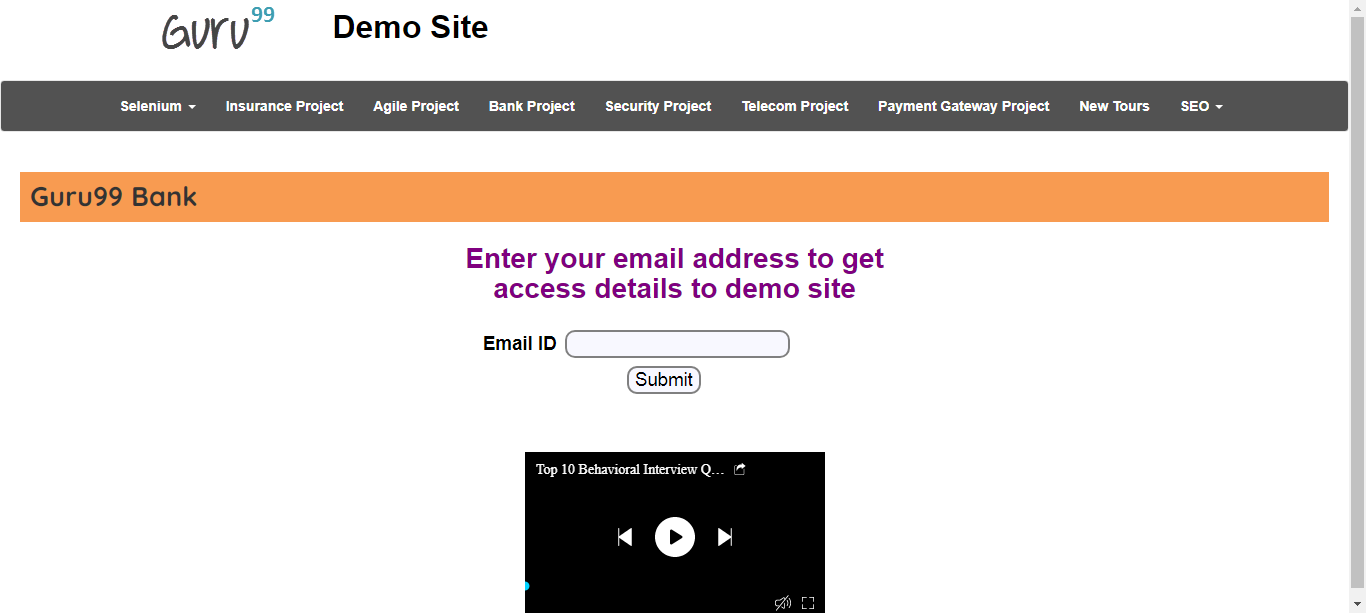 Guru99 Demo Site
Selenium Insurance Project Agile Project Bank Project Security Project Telecom Project Payment Gateway Project New Tours SEO
Guru99 Bank
Enter your email address to get
access details to demo site
Email ID
Submit
Top 10 Behavioral Interview Q...